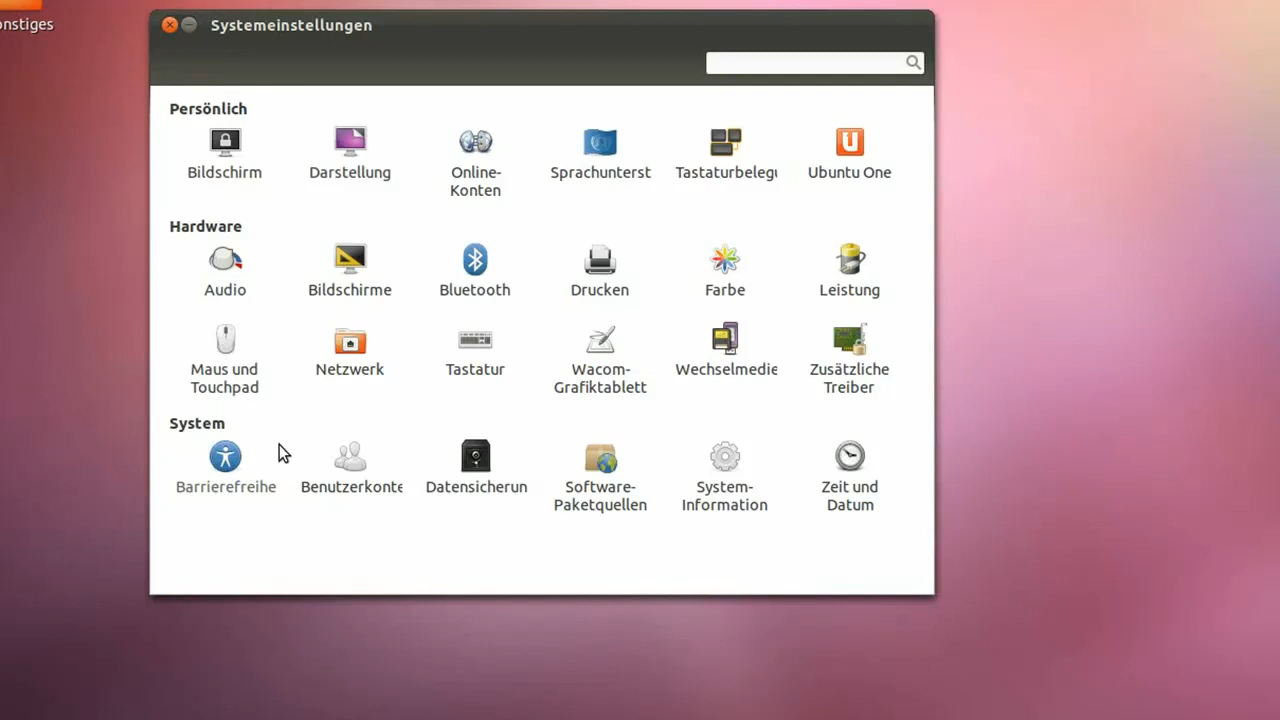 onstiges
Systemeinstellungen
Persönlich
Bildschirm
Darstellung
Online-
Konten
Sprachunterst
Tastaturbelegu
Ubuntu One
Hardware
Audio
Bildschirme
Bluetooth
Drucken
Farbe
Leistung
Maus und
Touchpad
Netzwerk
Tastatur
Wacom-
Grafiktablett
Wechselmedie
Zusätzliche
Treiber
System
Barrierefreihe
Benutzerkonte
Datensicherun
Software-
Paketquellen
System-
Information
Zeit und
Datum